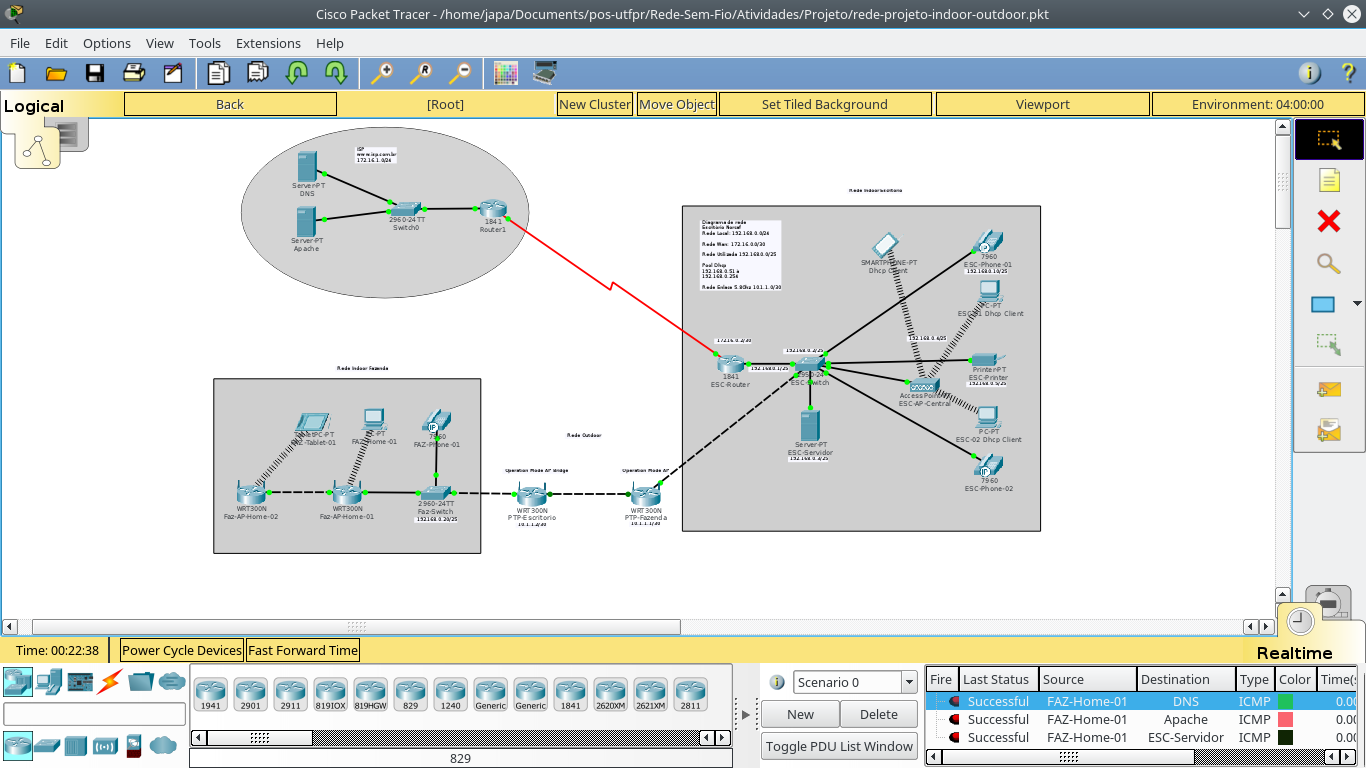 Cisco Packet Tracer - /home/japa/Documents/pos-utfpr/Rede-Sem-Fio/Atividades/Projeto/rede-projeto-indoor-outdoor.pkt
File Edit Options View Tools Extensions Help
Logical
Back
[Root]
New Cluster
Move Object
Set Tiled Background
Viewport
Environment: 04:00:00
ISP
www.isp.com.br
172.16.1.0/24
Server-PT
DNS
Server-PT
Apache
2960-24TT
Switch0
1841
Router1
Rede Indoor Escritorio
Diagrama de rede
Escritorio Norsaf
Rede Local: 192.168.0.0/24
Rede Wan: 172.16.0.0/30
Rede Utilizada 192.168.0.0/25
Pool Dhcp
192.168.0.51 à
192.168.0.254
Rede Enlace 5.8Ghz 10.1.1.0/30
SMARTPHONE-PT
Dhcp Client
7960
ESC-Phone-01
192.168.0.10/25
PC-PT
ESC-01 Dhcp Client
192.168.0.4/25
172.16.0.2/30
1841
ESC-Router
192.168.0.1/25
192.168.0.2/25
2950-24
ESC-Switch
PrinterPT
ESC-Printer
192.168.0.5/25
AccessPoint
ESC-AP-Central
PC-PT
ESC-02 Dhcp Client
Server-PT
ESC-Servidor
192.168.0.3/25
7960
ESC-Phone-02
Rede Indoor Fazenda
TabletPC-PT
FAZ-Tablet-01
PC-PT
FAZ-Home-01
7960
FAZ-Phone-01
WRT300N
Faz-AP-Home-02
WRT300N
Faz-AP-Home-01
2960-24TT
Faz-Switch
192.168.0.20/25
Rede Outdoor
Operation Mode AP Bridge
WRT300N
PTP-Escritorio
10.1.1.2/30
Operation Mode AP
WRT300N
PTP-Fazenda
10.1.1.1/30
Time: 00:22:38
Power Cycle Devices
Fast Forward Time
Realtime
1941 2901 2911 819IOX 819HGW 829 1240 Generic Generic 1841 2620XM 2621XM 2811
829
Scenario 0
New
Delete
Toggle PDU List Window
Fire Last Status Source Destination Type Color Time(s
Successful FAZ-Home-01 DNS ICMP 0.00
Successful FAZ-Home-01 Apache ICMP 0.00
Successful FAZ-Home-01 ESC-Servidor ICMP 0.00